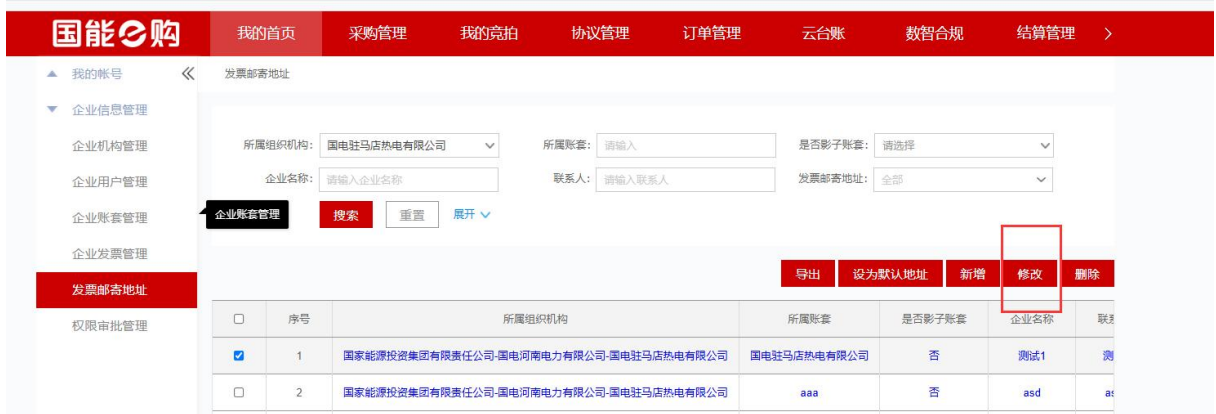 国能e购 我的首页 采购管理 我的竞拍 协议管理 订单管理 云台账 数智合规 结算管理
我的帐号 发票邮寄地址
企业信息管理
企业机构管理 所属组织机构: 国电驻马店热电有限公司 所属账套: 请输入 是否影子账套: 请选择
企业用户管理 企业名称: 请输入企业名称 联系人: 请输入联系人 发票邮寄地址: 全部
企业账套管理 企业账套管理 搜索 重置 展开
企业发票管理
发票邮寄地址 导出 设为默认地址 新增 修改 删除
权限审批管理 序号 所属组织机构 所属账套 是否影子账套 企业名称
1 国家能源投资集团有限责任公司-国电河南电力有限公司-国电驻马店热电有限公司 国电驻马店热电有限公司 否 测试1 测
2 国家能源投资集团有限责任公司-国电河南电力有限公司-国电驻马店热电有限公司 aaa 否 asd